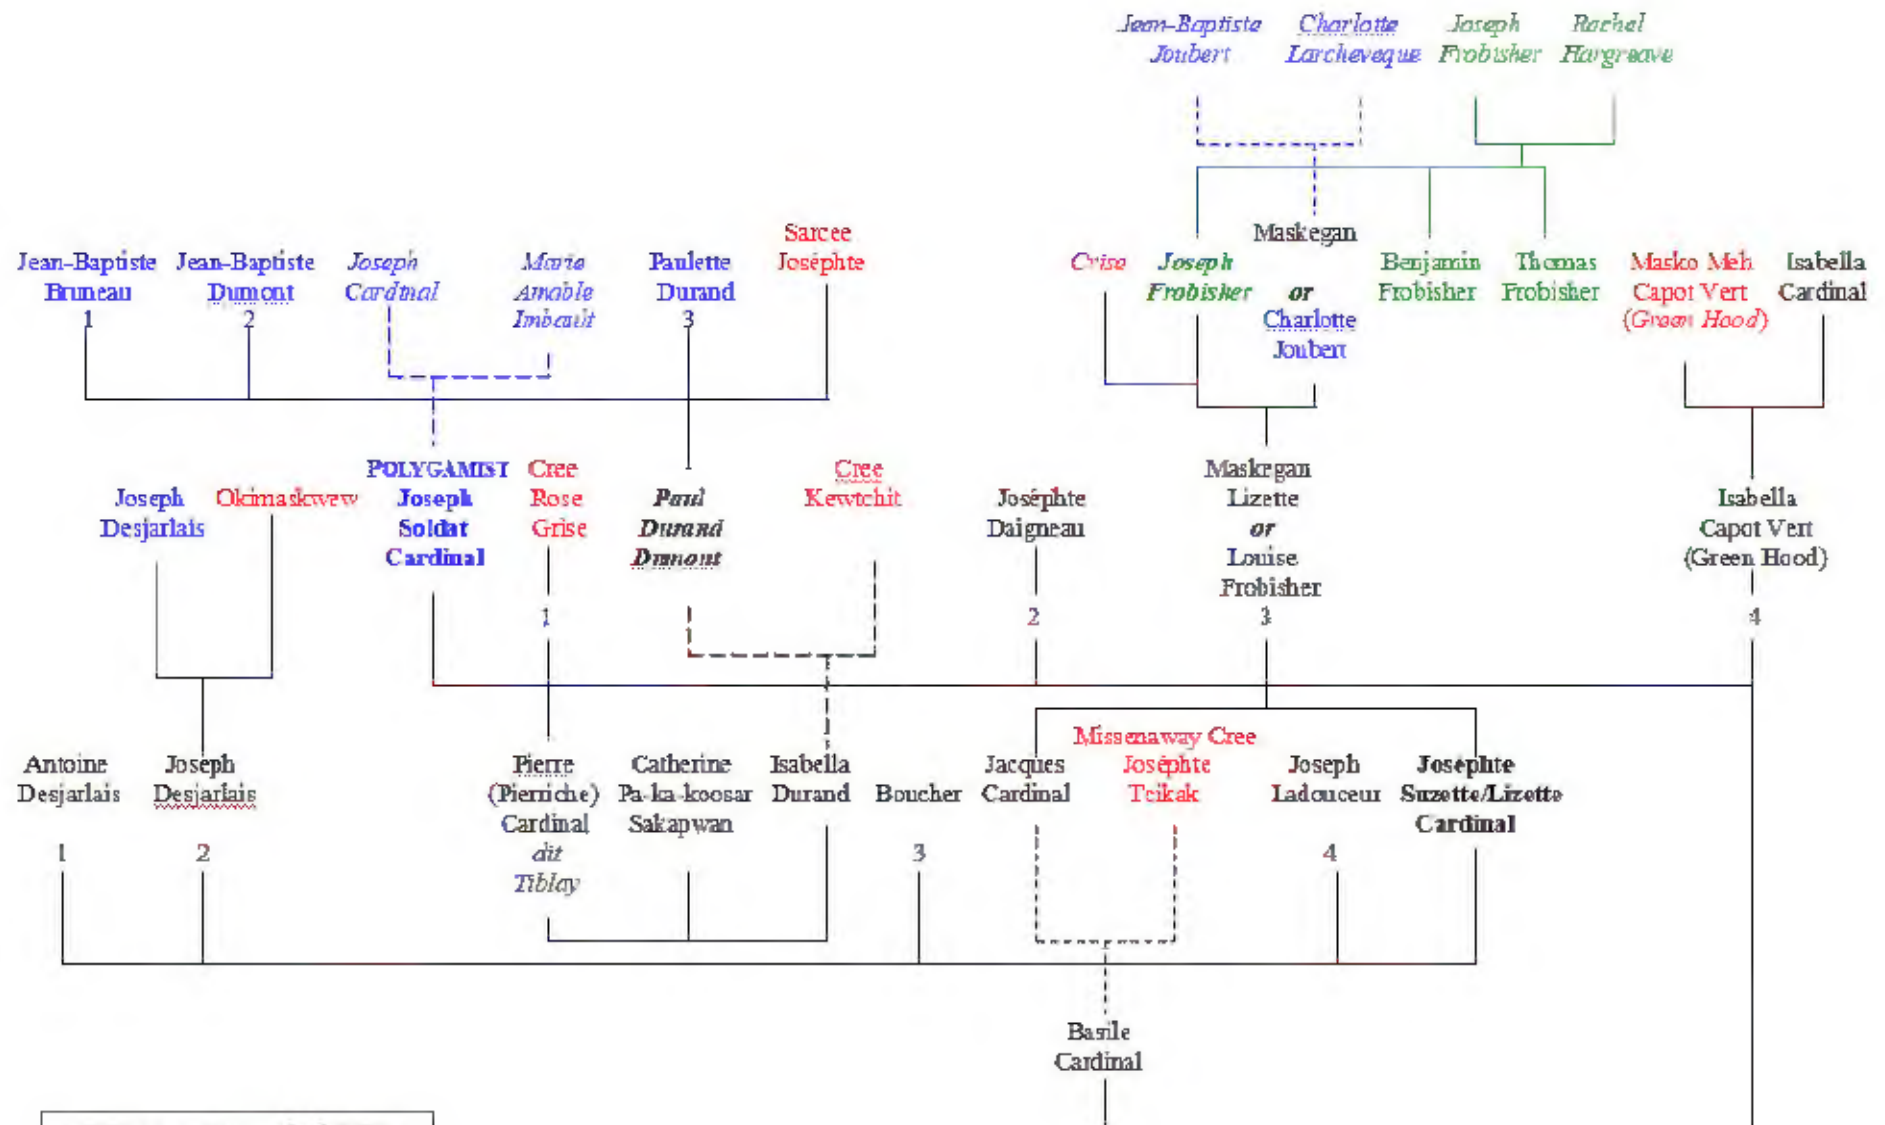 Jean-Baptiste Joubert
Charlotte Larcheveque
Joseph Frobisher
Rachel Hargreave
Jean-Baptiste
Bruneau
1
Jean-Baptiste
Dumont
2
Joseph
Cardinal
Marie
Amable
Imbault
Paulette
Durand
3
Sarcee
Joséphte
Crise
Joseph
Frobisher
Maskegan
or
Charlotte
Joubert
Benjamin
Frobisher
Thomas
Frobisher
Masko Meh
Capot Vert
(Green Hood)
Isabella
Cardinal
Joseph
Desjarlais
Okimaskwew
POLYGAMIST
Joseph
Soldat
Cardinal
Cree
Rose
Grise
1
Paul
Durand
Dumont
Cree
Kewtchit
Joséphte
Daigneau
2
Maskegan
Lizette
or
Louise
Frobisher
3
Isabella
Capot Vert
(Green Hood)
4
Antoine
Desjarlais
1
Joseph
Desjarlais
2
Pierre
(Pierriche)
Cardinal
dit
Tiblay
Catherine
Pa-ka-koosar
Sakapwan
Isabella
Durand
Boucher
3
Jacques
Cardinal
Missenaway Cree
Joséphte
Tcikak
Joseph
Ladouceur
4
Joséphte
Suzette/Lizette
Cardinal
Basile
Cardinal